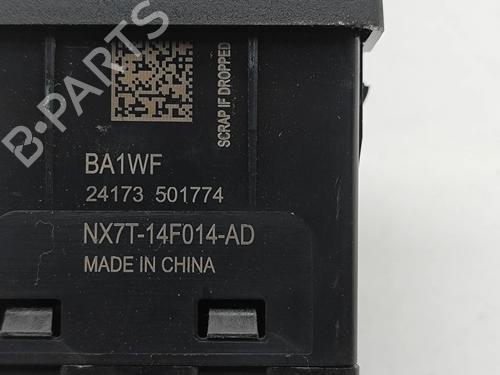 B-PARTS
SCRAP IF DROPPED
BA1WF
24173 501774
NX7T-14F014-AD
MADE IN CHINA